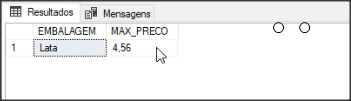 Resultados Mensagens
EMBALAGEM MAX_PRECO
1 Lata 4,56